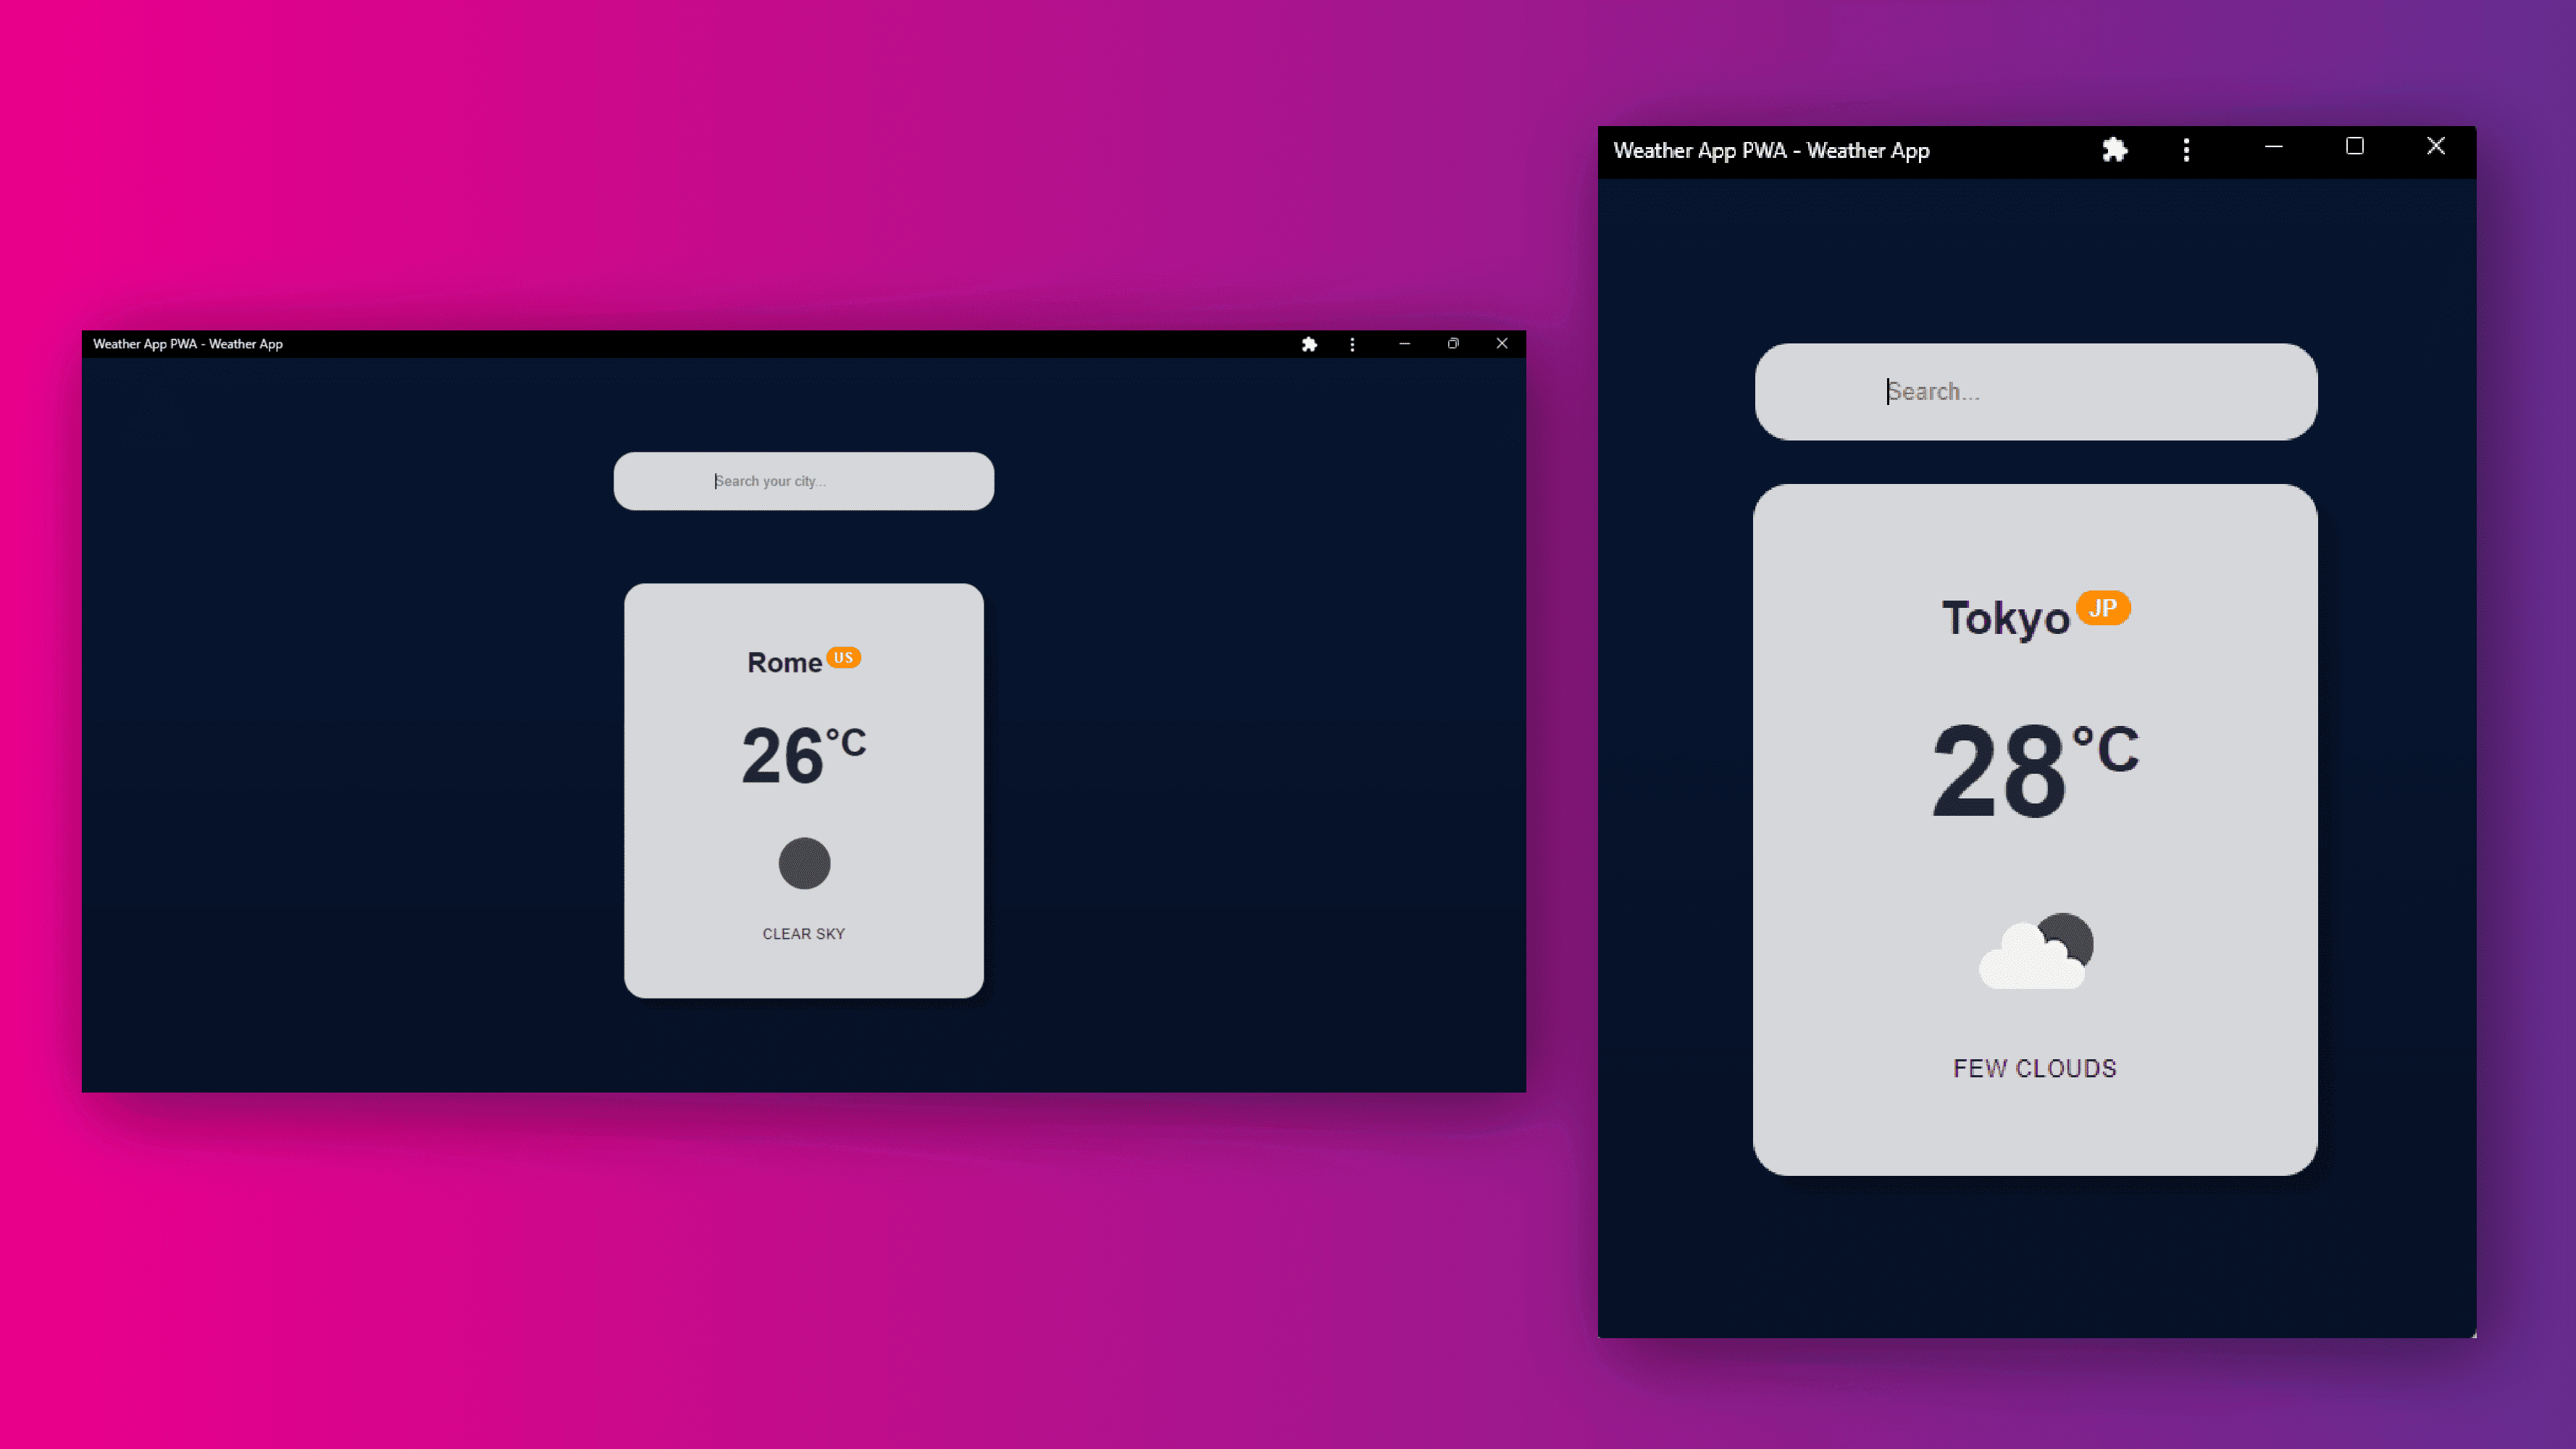 Weather App PWA - Weather App
Search your city...
Rome US
26°C
CLEAR SKY
Weather App PWA - Weather App
Search...
Tokyo JP
28°C
FEW CLOUDS